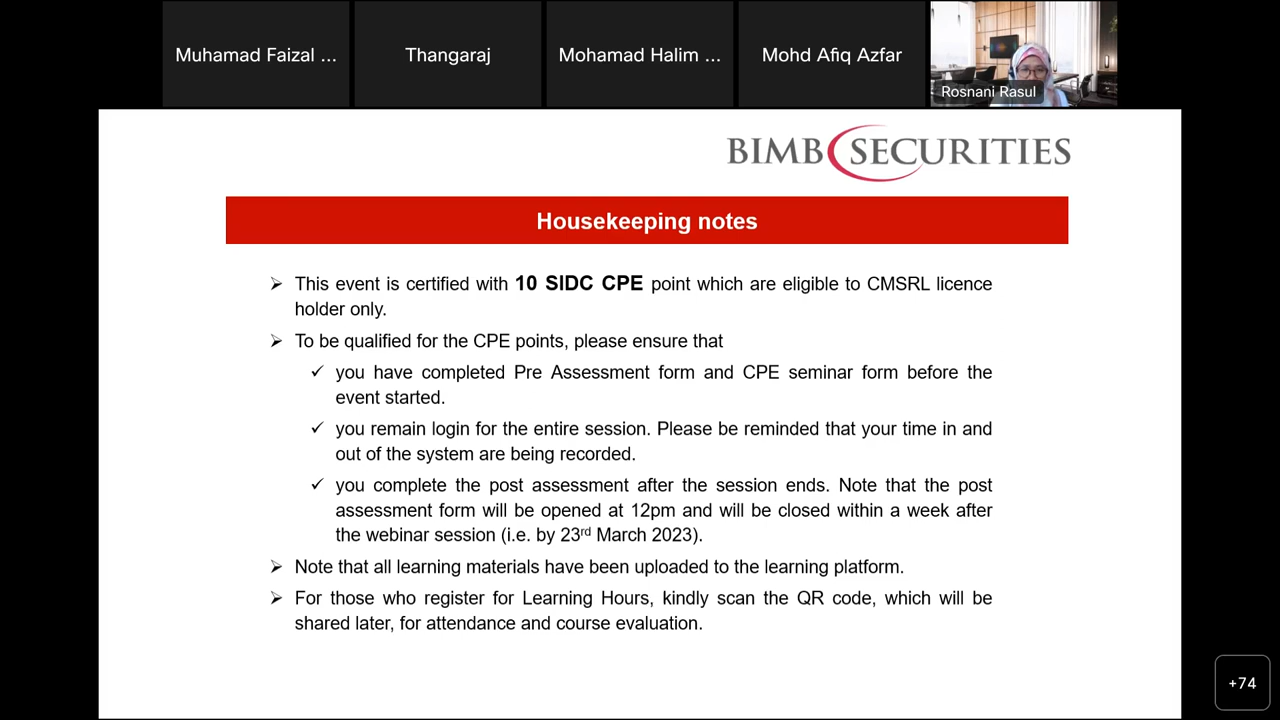 Muhamad Faizal ...
Thangaraj
Mohamad Halim ...
Mohd Afiq Azfar
Rosnani Rasul
BIMB SECURITIES
Housekeeping notes
➢ This event is certified with 10 SIDC CPE point which are eligible to CMSRL licence
holder only.
➢ To be qualified for the CPE points, please ensure that
✓ you have completed Pre Assessment form and CPE seminar form before the
event started.
✓ you remain login for the entire session. Please be reminded that your time in and
out of the system are being recorded.
✓ you complete the post assessment after the session ends. Note that the post
assessment form will be opened at 12pm and will be closed within a week after
the webinar session (i.e. by 23rd March 2023).
➢ Note that all learning materials have been uploaded to the learning platform.
➢ For those who register for Learning Hours, kindly scan the QR code, which will be
shared later, for attendance and course evaluation.
+74